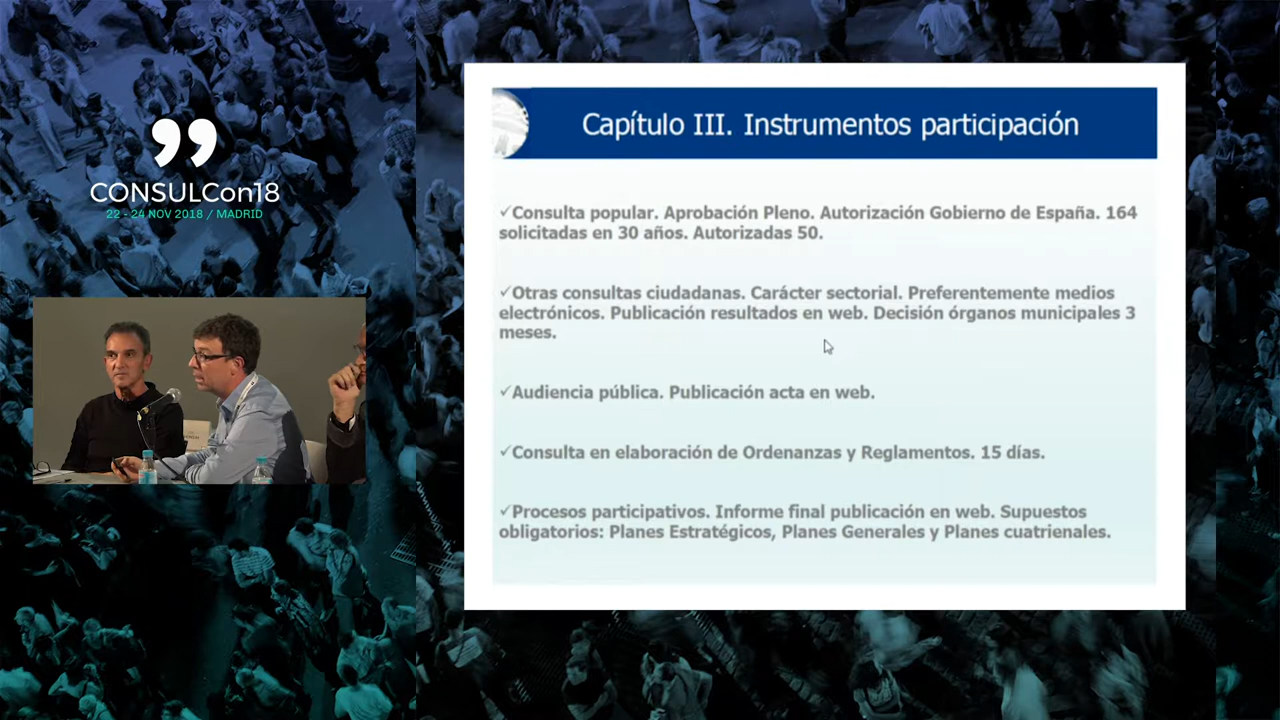 CONSULCon18
22 - 24 NOV 2018 / MADRID
Capítulo III. Instrumentos participación
✓Consulta popular. Aprobación Pleno. Autorización Gobierno de España. 164
solicitadas en 30 años. Autorizadas 50.
✓Otras consultas ciudadanas. Carácter sectorial. Preferentemente medios
electrónicos. Publicación resultados en web. Decisión órganos municipales 3
meses.
✓Audiencia pública. Publicación acta en web.
✓Consulta en elaboración de Ordenanzas y Reglamentos. 15 días.
✓Procesos participativos. Informe final publicación en web. Supuestos
obligatorios: Planes Estratégicos, Planes Generales y Planes cuatrienales.